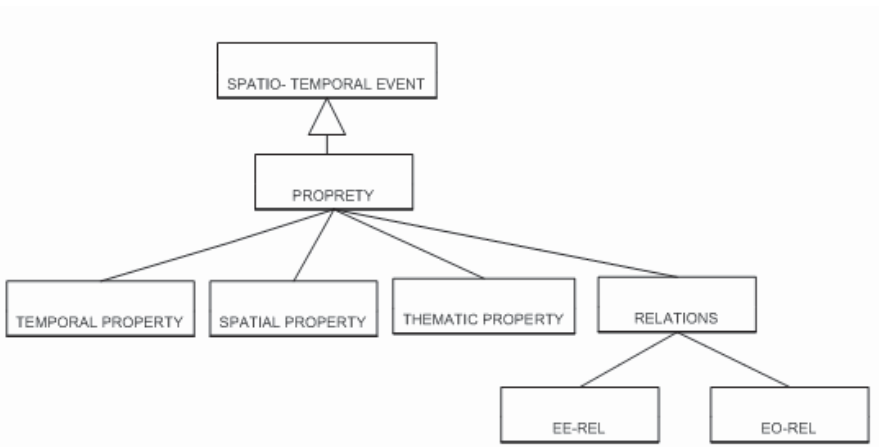 SPATIO- TEMPORAL EVENT
PROPRETY
TEMPORAL PROPERTY
SPATIAL PROPERTY
THEMATIC PROPERTY
RELATIONS
EE-REL
EO-REL